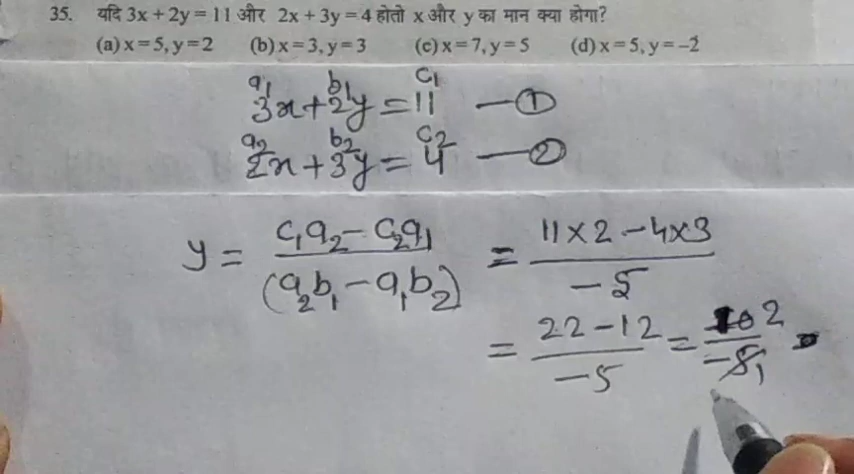 35. यदि 3x + 2y = 11 और 2x + 3y = 4 होतो x और y का मान क्या होगा?
(a) x = 5, y = 2 (b) x = 3, y = 3 (c) x = 7, y = 5 (d) x = 5, y = –2
a₁ b₁ c₁
3x + 2y = 11 — ①
a₂ b₂ c₂
2x + 3y = 4 — ②
y = (c₁a₂ – c₂a₁)/(a₂b₁ – a₁b₂) = (11×2 – 4×3)/(–5)
= (22 – 12)/(–5) = 10 2/–5 1